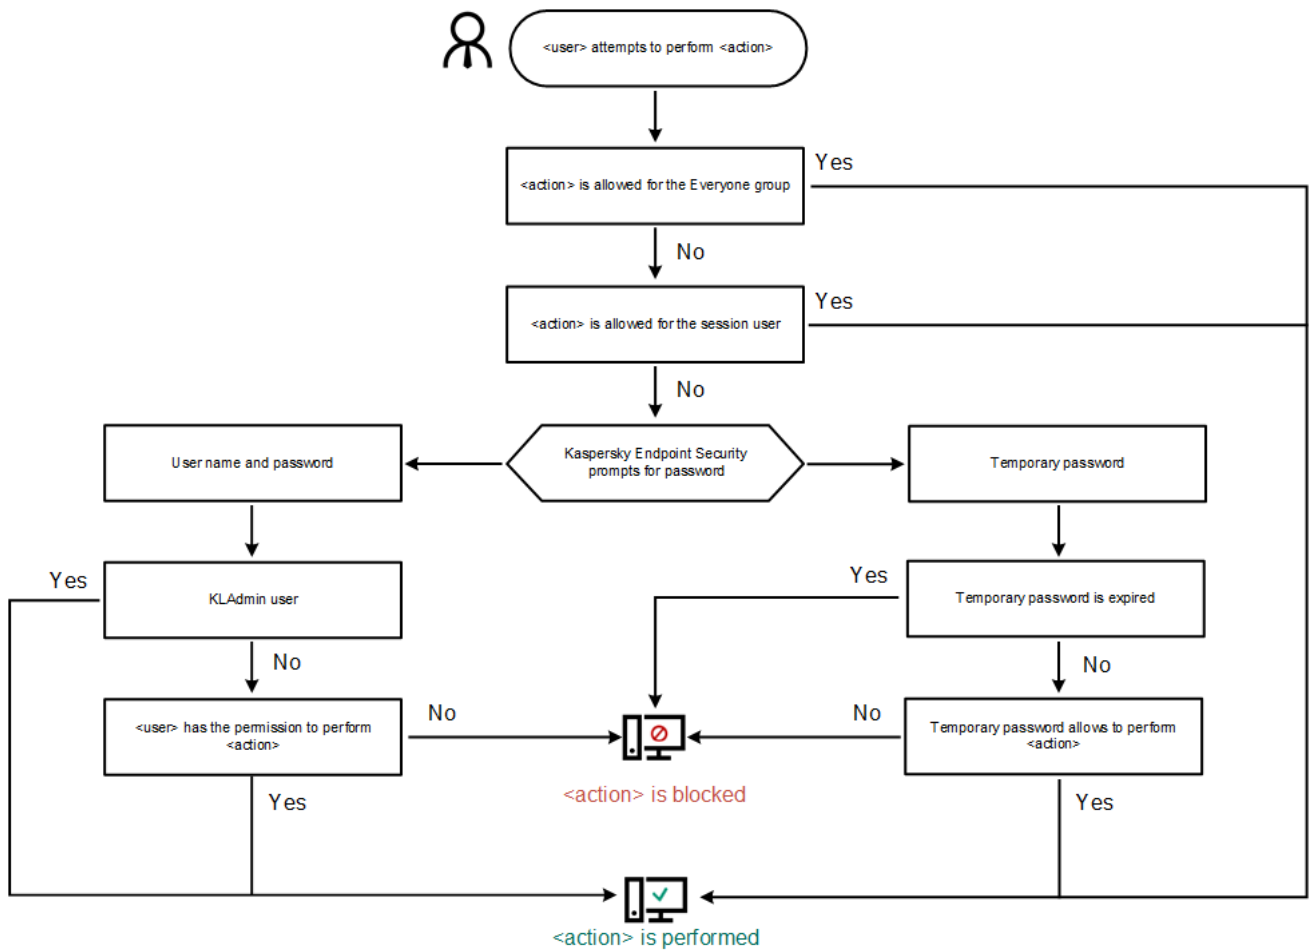 <user> attempts to perform <action>
<action> is allowed for the Everyone group
Yes
No
<action> is allowed for the session user
Yes
No
Kaspersky Endpoint Security
prompts for password
User name and password
Temporary password
KLAdmin user
Yes
No
Temporary password is expired
Yes
No
<user> has the permission to perform
<action>
No
Yes
Temporary password allows to perform
<action>
No
Yes
<action> is blocked
<action> is performed